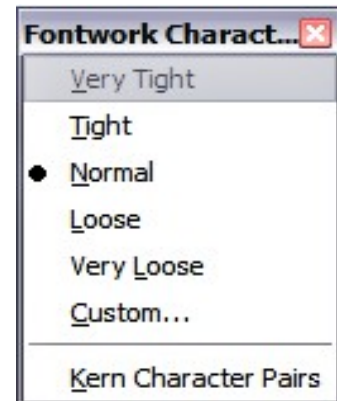 Fontwork Charact...
Very Tight
Tight
Normal
Loose
Very Loose
Custom...
Kern Character Pairs